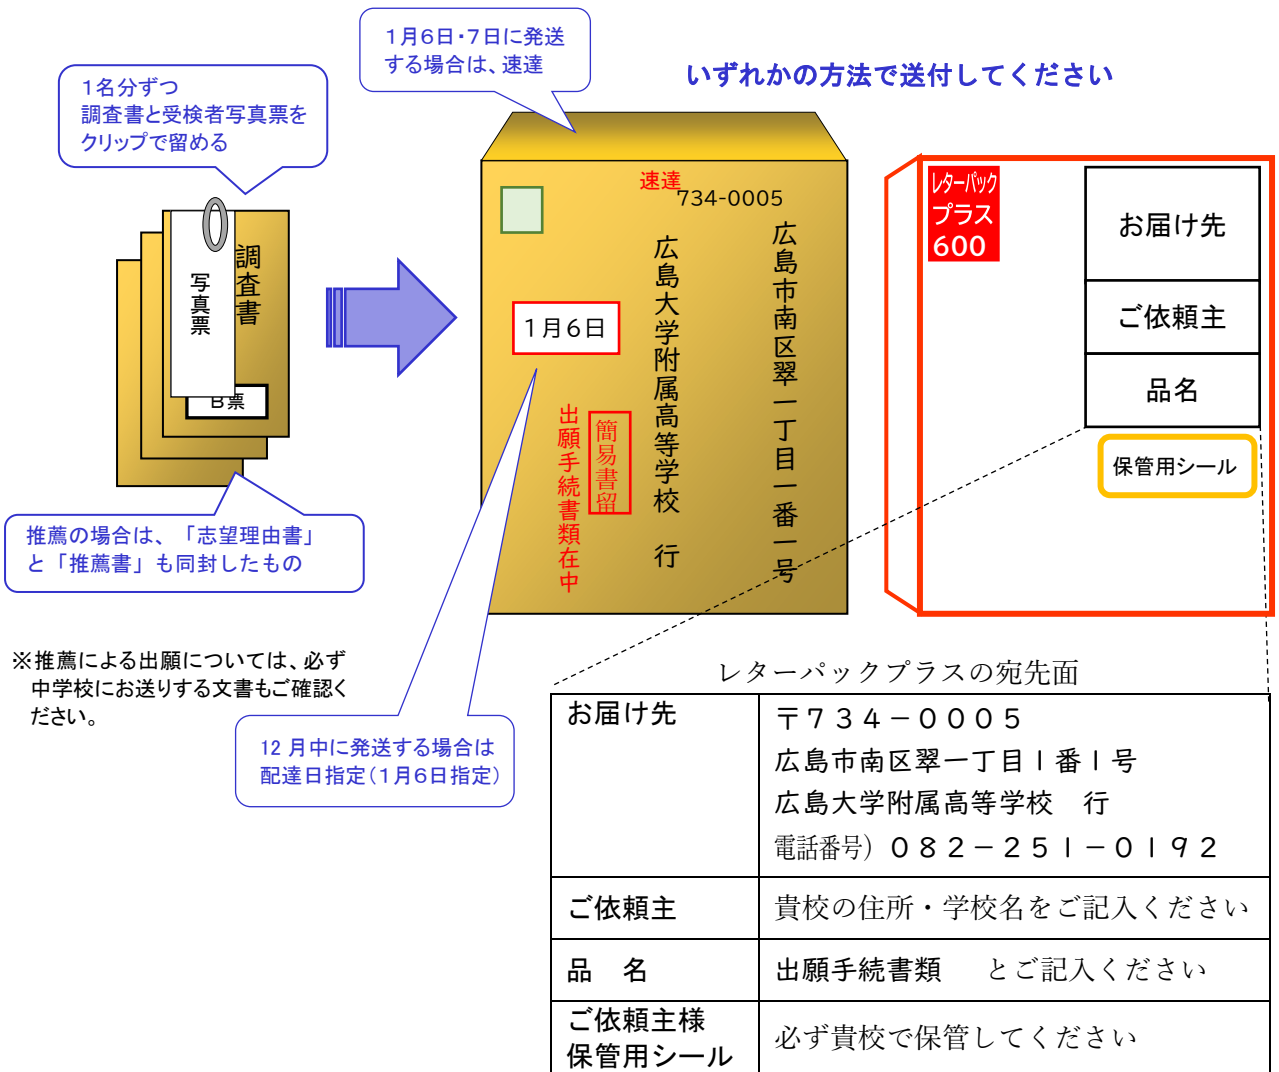 1月6日・7日に発送
する場合は、速達
いずれかの方法で送付してください
1名分ずつ
調査書と受検者写真票を
クリップで留める
調査書
写真票
B票
推薦の場合は、「志望理由書」
と「推薦書」も同封したもの
※推薦による出願については、必ず
中学校にお送りする文書もご確認く
ださい。
速達
734-0005
広島市南区翠一丁目一番一号
広島大学附属高等学校 行
1月6日
簡易書留
出願手続書類在中
12月中に発送する場合は
配達日指定(1月6日指定)
レターパック
プラス
600
お届け先
ご依頼主
品名
保管用シール
レターパックプラスの宛先面
お届け先
〒734-0005
広島市南区翠一丁目1番1号
広島大学附属高等学校 行
電話番号)082-251-0192
ご依頼主
貴校の住所・学校名をご記入ください
品 名
出願手続書類 とご記入ください
ご依頼主様
保管用シール
必ず貴校で保管してください